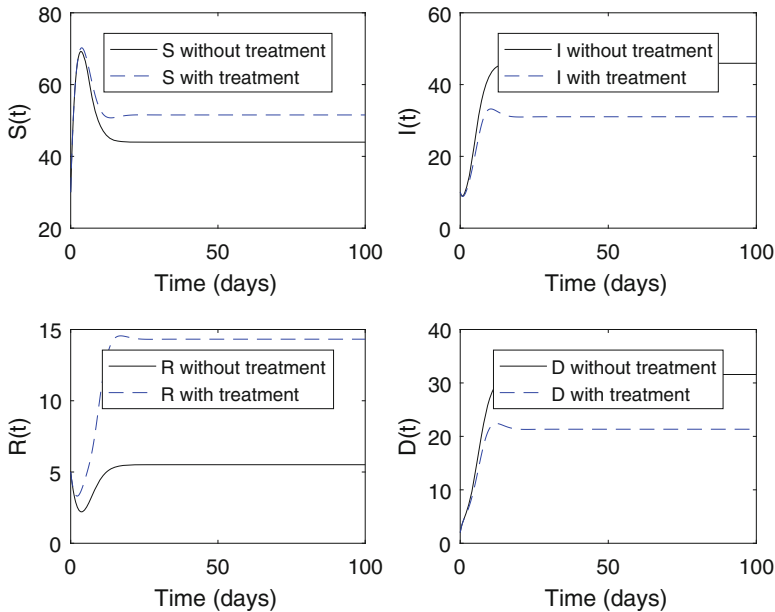 80
60
40
20
S(t)
S without treatment
S with treatment
0
50
100
Time (days)
60
40
20
0
I(t)
I without treatment
I with treatment
0
50
100
Time (days)
15
10
5
0
R(t)
R without treatment
R with treatment
0
50
100
Time (days)
40
30
20
10
0
D(t)
D without treatment
D with treatment
0
50
100
Time (days)